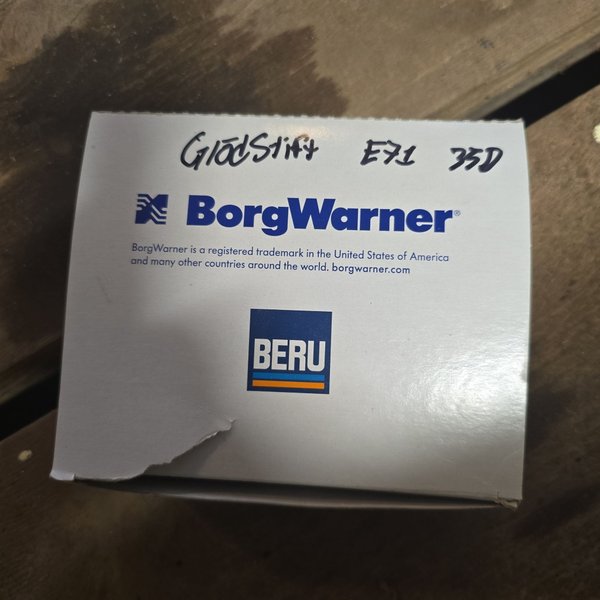 Glödstift E71 35D
BorgWarner®
BorgWarner is a registered trademark in the United States of America
and many other countries around the world. borgwarner.com
BERU